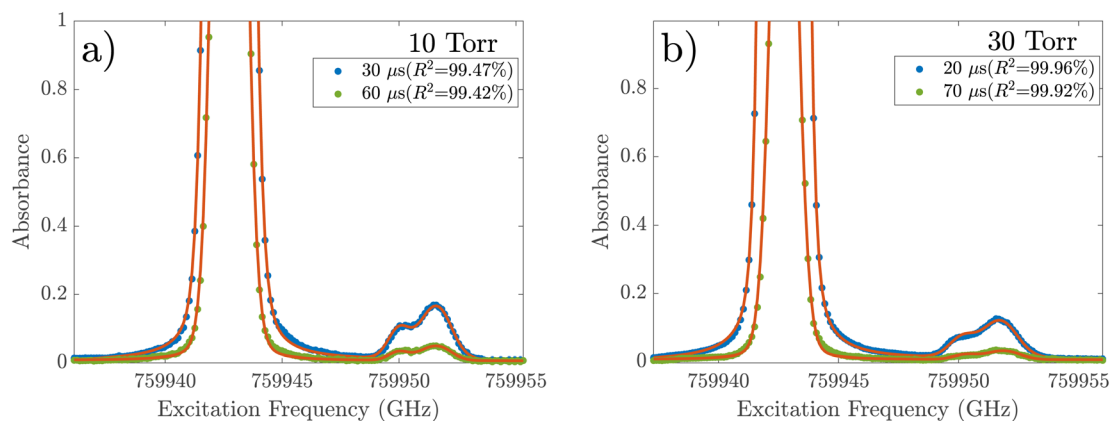 a)
10 Torr
30 μs(R²=99.47%)
60 μs(R²=99.42%)
1
0.8
0.6
0.4
0.2
0
Absorbance
759940 759945 759950 759955
Excitation Frequency (GHz)
b)
30 Torr
20 μs(R²=99.96%)
70 μs(R²=99.92%)
0.8
0.6
0.4
0.2
0
Absorbance
759940 759945 759950 759955
Excitation Frequency (GHz)